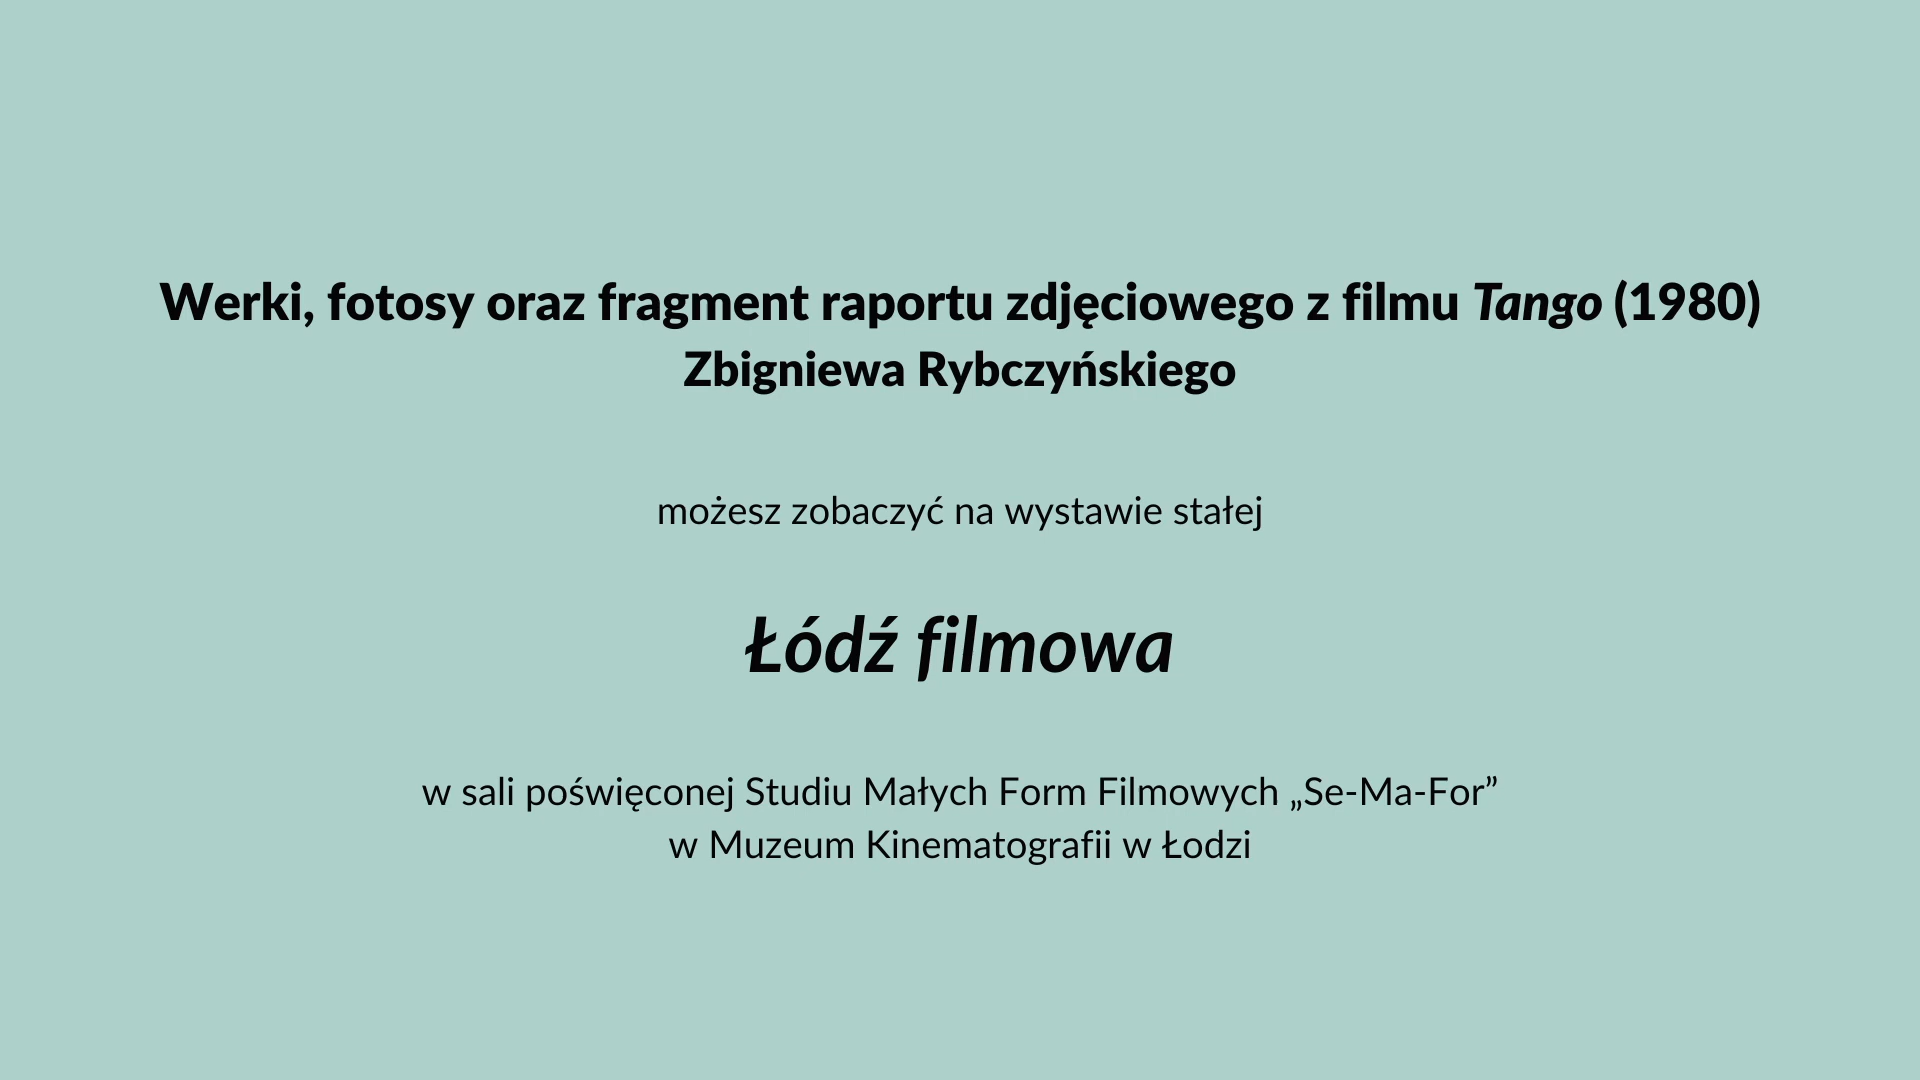 Werki, fotosy oraz fragment raportu zdjęciowego z filmu Tango (1980)
Zbigniewa Rybczyńskiego
możesz zobaczyć na wystawie stałej
Łódź filmowa
w sali poświęconej Studiu Małych Form Filmowych „Se-Ma-For”
w Muzeum Kinematografii w Łodzi